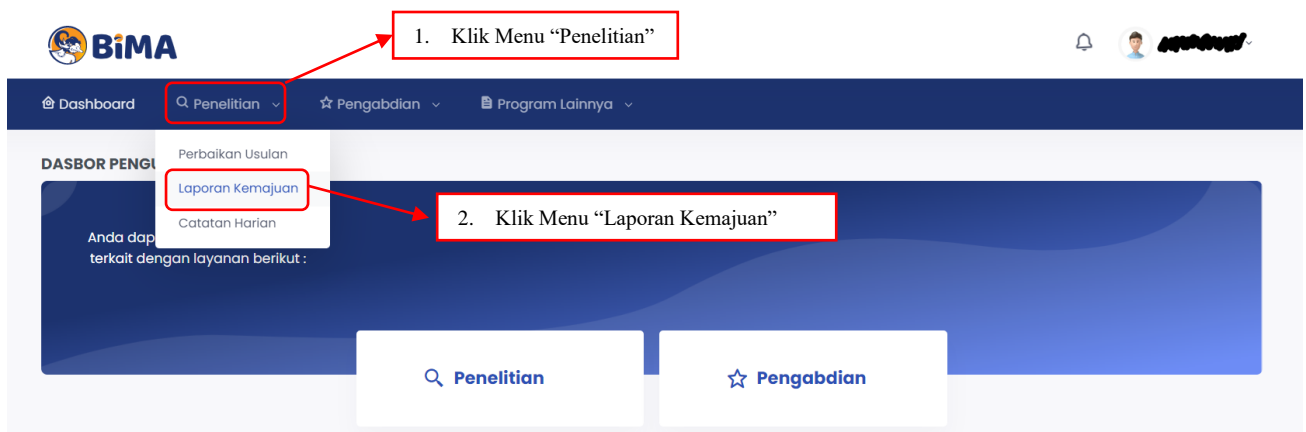 1. Klik Menu “Penelitian”
BiMA
Dashboard Penelitian Pengabdian Program Lainnya
Perbaikan Usulan
DASBOR PENGU
Laporan Kemajuan
2. Klik Menu “Laporan Kemajuan”
Catatan Harian
Anda dap
terkait dengan layanan berikut :
Penelitian
Pengabdian